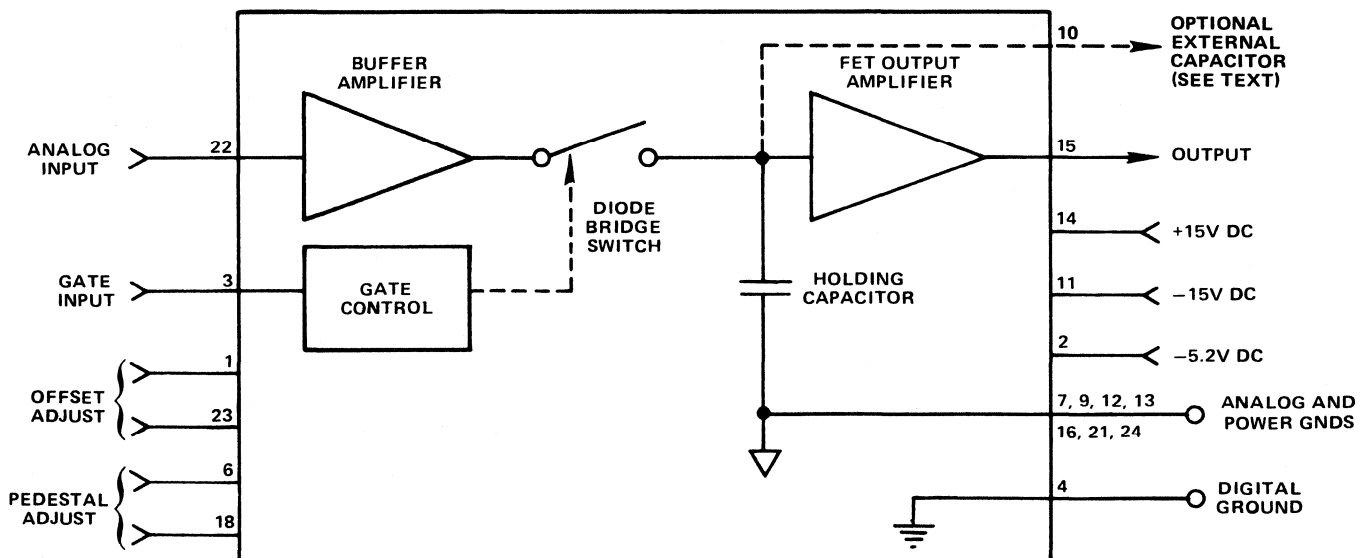 BUFFER
AMPLIFIER
FET OUTPUT
AMPLIFIER
10
OPTIONAL
EXTERNAL
CAPACITOR
(SEE TEXT)
ANALOG
INPUT
22
15
OUTPUT
DIODE
BRIDGE
SWITCH
14
+15V DC
GATE
INPUT
3
GATE
CONTROL
HOLDING
CAPACITOR
11
−15V DC
2
−5.2V DC
OFFSET
ADJUST
1
23
7, 9, 12, 13
16, 21, 24
ANALOG AND
POWER GNDS
PEDESTAL
ADJUST
6
18
4
DIGITAL
GROUND